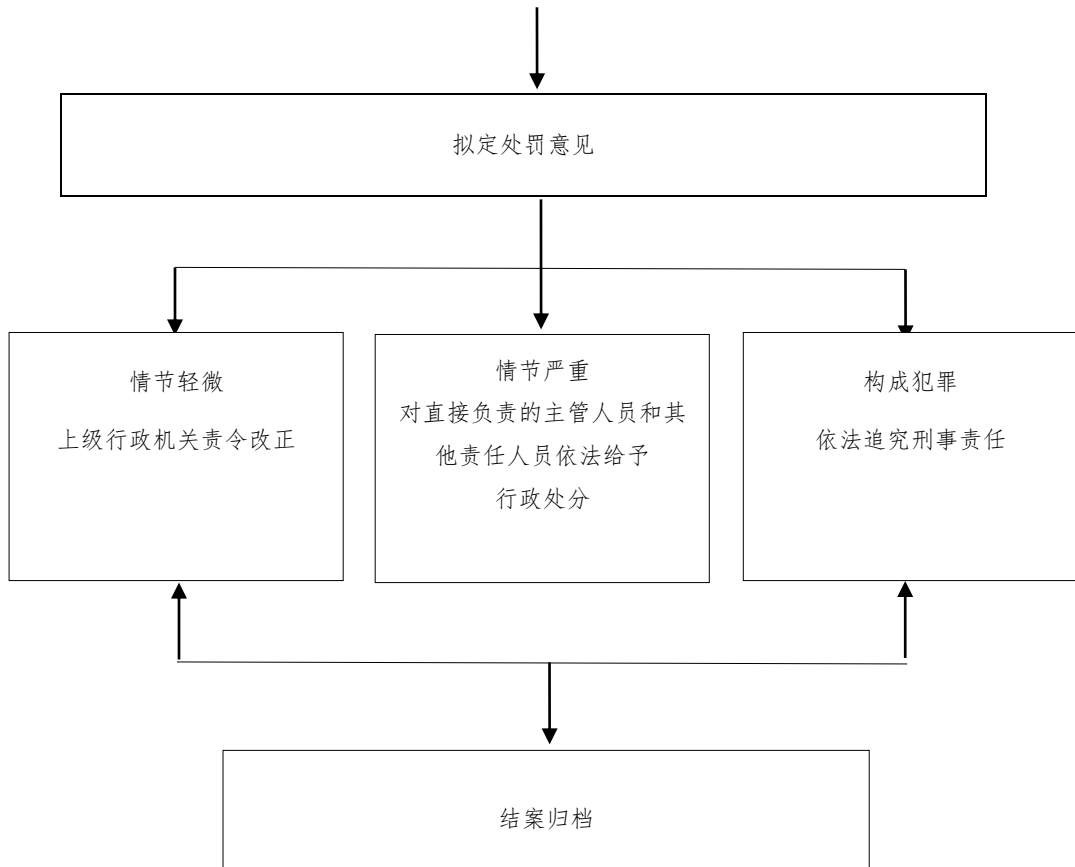 拟定处罚意见
情节轻微
上级行政机关责令改正
情节严重
对直接负责的主管人员和其
他责任人员依法给予
行政处分
构成犯罪
依法追究刑事责任
结案归档